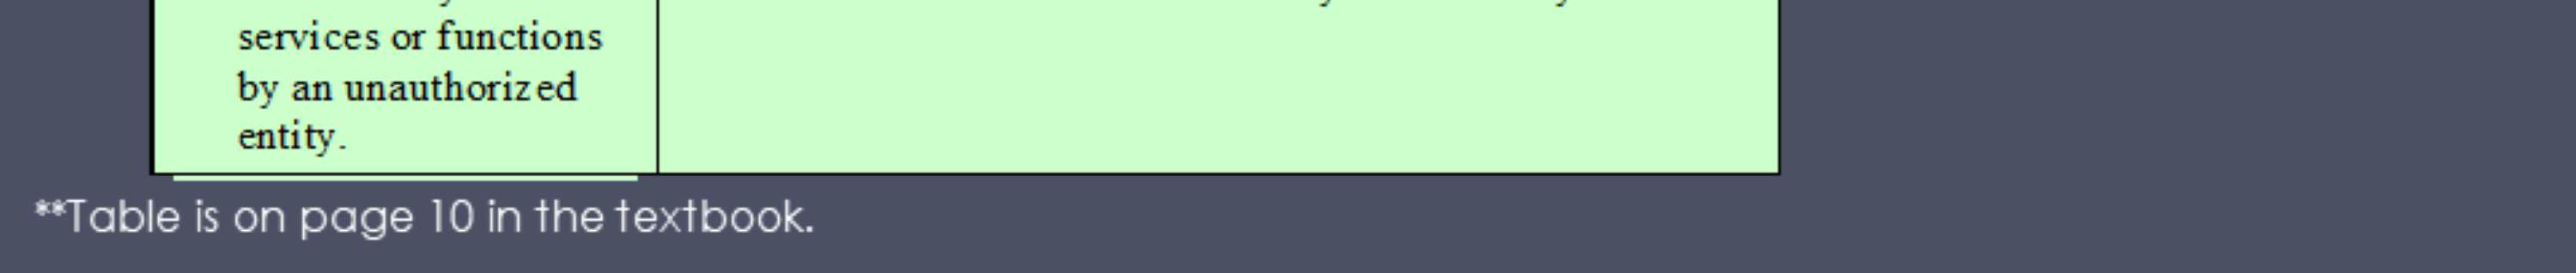 services or functions
by an unauthorized
entity.
**Table is on page 10 in the textbook.